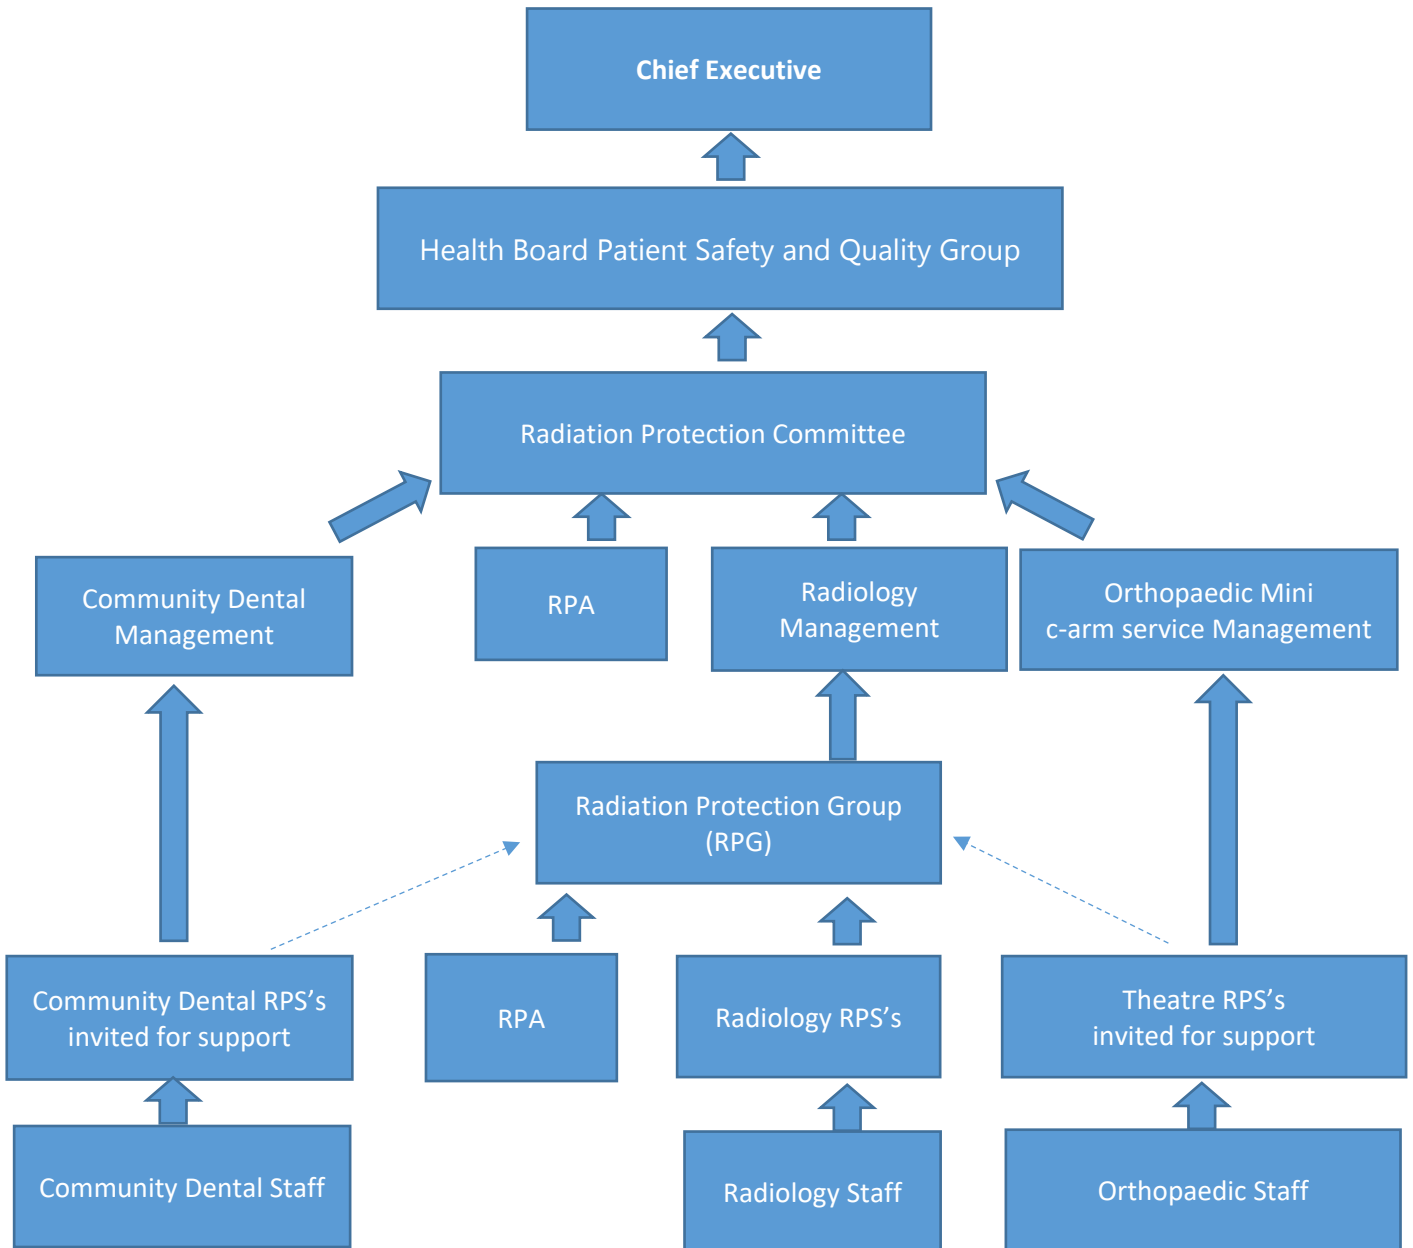 Chief Executive
Health Board Patient Safety and Quality Group
Radiation Protection Committee
Community Dental
Management
RPA
Radiology
Management
Orthopaedic Mini
c-arm service Management
Radiation Protection Group
(RPG)
Community Dental RPS’s
invited for support
RPA
Radiology RPS’s
Theatre RPS’s
invited for support
Community Dental Staff
Radiology Staff
Orthopaedic Staff